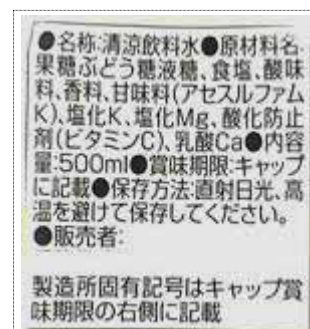 ●名称:清涼飲料水●原材料名:
果糖ぶどう糖液糖、食塩、酸味
料、香料、甘味料(アセスルファム
K)、塩化K、塩化Mg、酸化防止
剤(ビタミンC)、乳酸Ca●内容
量:500ml●賞味期限:キャップ
に記載●保存方法:直射日光、高
温を避けて保存してください。
●販売者:
製造所固有記号はキャップ賞
味期限の右側に記載